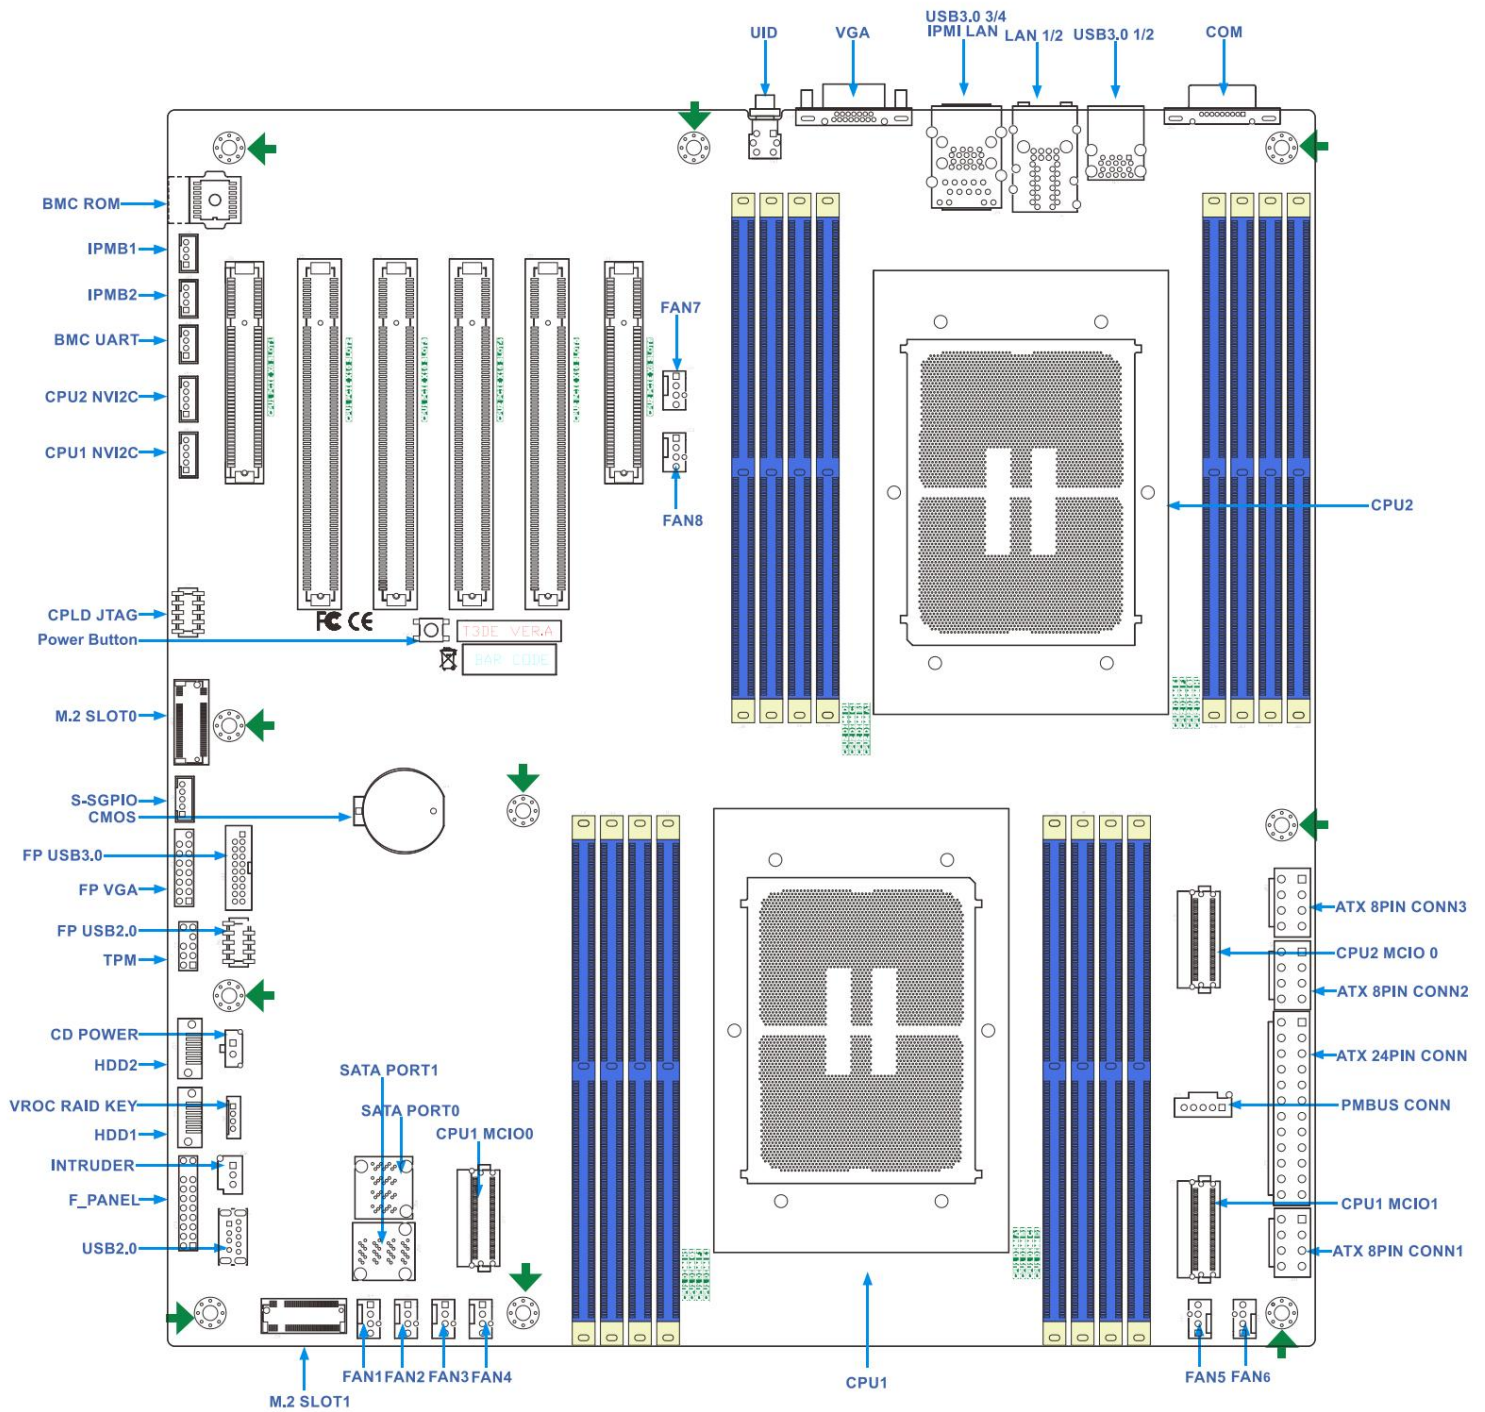 USB3.0 3/4
IPMI LAN
UID
VGA
LAN 1/2
USB3.0 1/2
COM
BMC ROM
IPMB1
IPMB2
BMC UART
CPU2 NVI2C
CPU1 NVI2C
FAN7
FAN8
CPU2
CPLD JTAG
Power Button
FC CE
T3DE VER.A
BAR CODE
M.2 SLOT0
S-SGPIO
CMOS
FP USB3.0
FP VGA
FP USB2.0
TPM
CD POWER
HDD2
VROC RAID KEY
HDD1
INTRUDER
F_PANEL
USB2.0
SATA PORT1
SATA PORT0
CPU1 MCIO0
ATX 8PIN CONN3
CPU2 MCIO 0
ATX 8PIN CONN2
ATX 24PIN CONN
PMBUS CONN
CPU1 MCIO1
ATX 8PIN CONN1
M.2 SLOT1
FAN1
FAN2
FAN3
FAN4
CPU1
FAN5
FAN6